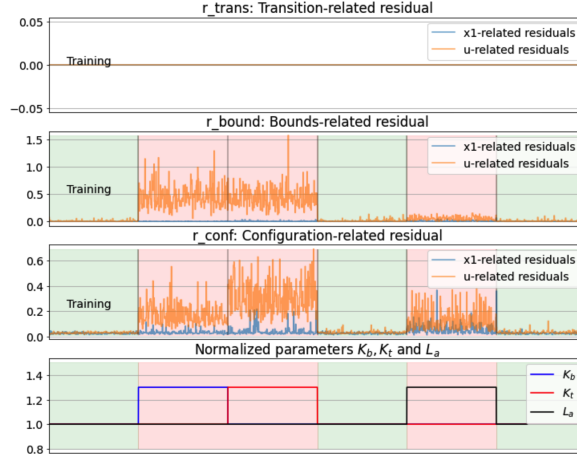 r_trans: Transition-related residual
0.05
0.00
−0.05
Training
x1-related residuals
u-related residuals
r_bound: Bounds-related residual
1.5
1.0
0.5
0.0
Training
x1-related residuals
u-related residuals
r_conf: Configuration-related residual
0.6
0.4
0.2
0.0
Training
x1-related residuals
u-related residuals
Normalized parameters K_b, K_t and L_a
1.4
1.2
1.0
0.8
K_b
K_t
L_a